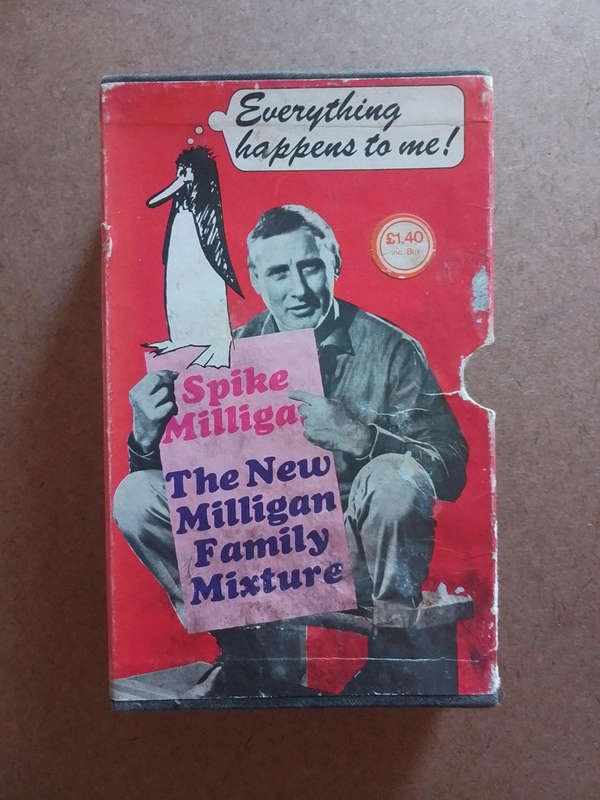 Everything
happens to me!
£1.40
inc. Box
Spike
Milliga
The New
Milligan
Family
Mixture